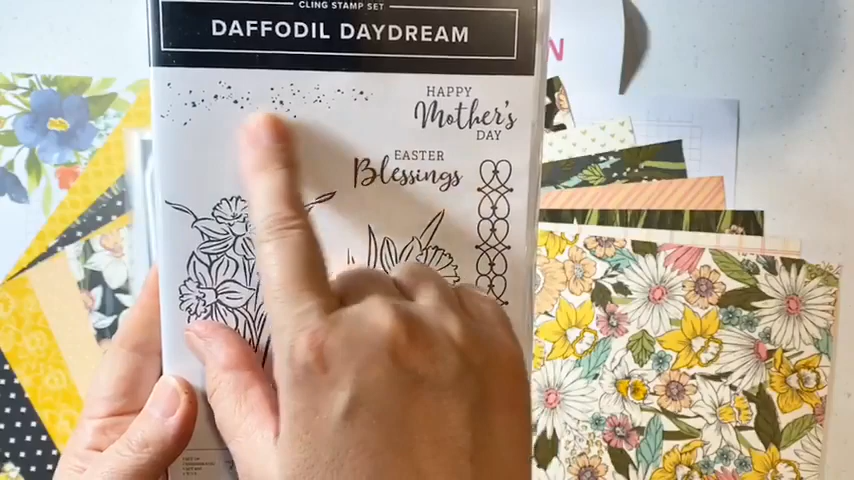 CLING STAMP SET
DAFFODIL DAYDREAM
HAPPY
Mother's
DAY
EASTER
Blessings
N